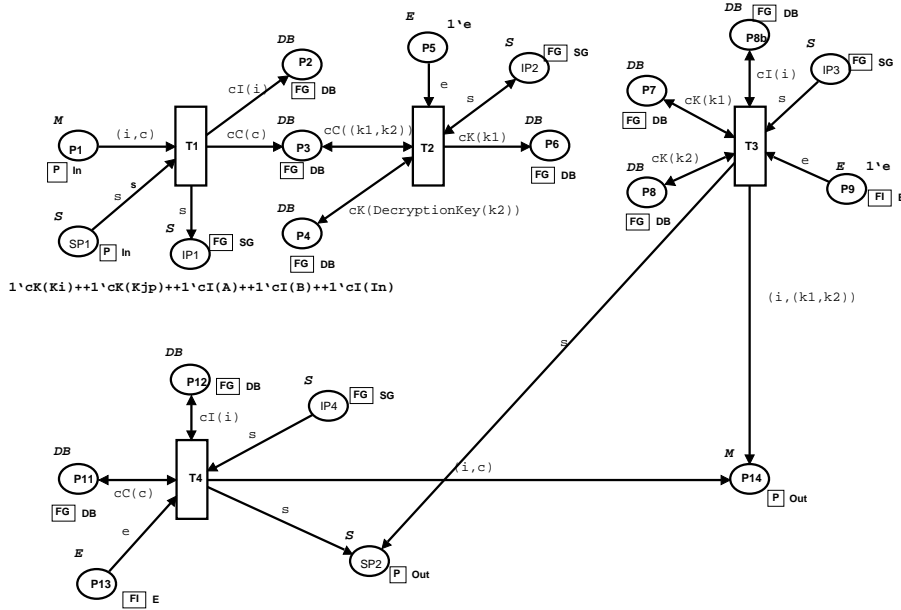 DB
P2
FG DB
E
P5
1‘e
S
IP2
FG SG
DB
P8b
FG DB
S
IP3
FG SG
cI(i)
e
s
cI(i)
s
DB
P7
FG DB
cK(k1)
M
P1
P In
(i,c)
T1
cC(c)
DB
P3
FG DB
cC((k1,k2))
T2
cK(k1)
DB
P6
FG DB
T3
DB
P8
FG DB
cK(k2)
e
E
P9
1‘e
FI E
s
s
S
SP1
P In
s
S
IP1
FG SG
DB
P4
FG DB
cK(DecryptionKey(k2))
1‘cK(Ki)++1‘cK(Kjp)++1‘cI(A)++1‘cI(B)++1‘cI(In)
(i,(k1,k2))
s
DB
P12
FG DB
S
IP4
FG SG
cI(i)
s
DB
P11
FG DB
cC(c)
T4
(i,c)
M
P14
P Out
e
s
S
SP2
P Out
E
P13
FI E